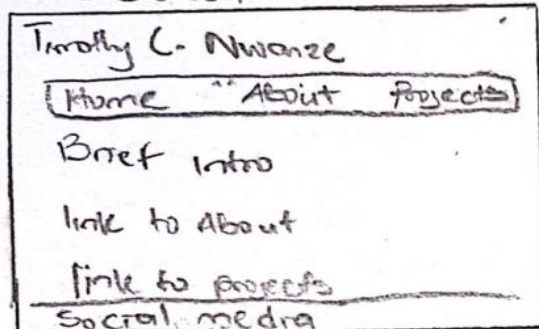 Timothy C. Nwanze
Home About Projects
Brief Intro
link to About
link to projects
Social media